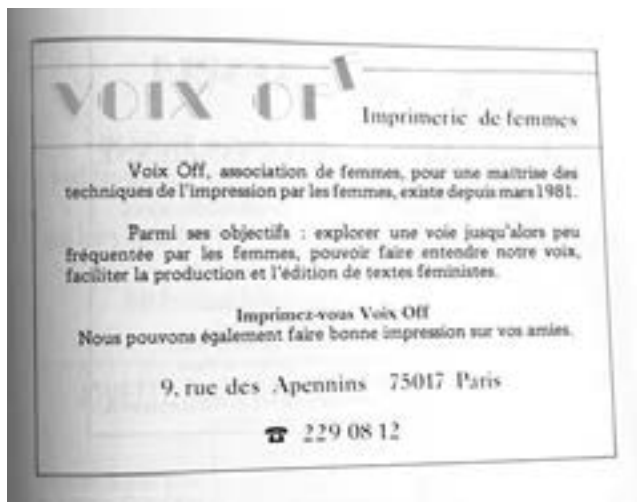 VOIX OFF
Imprimerie de femmes
Voix Off, association de femmes, pour une maîtrise des
techniques de l'impression par les femmes, existe depuis mars 1981.
Parmi ses objectifs : explorer une voie jusqu'alors peu
fréquentée par les femmes, pouvoir faire entendre notre voix,
faciliter la production et l'édition de textes féministes.
Imprimez-vous Voix Off
Nous pouvons également faire bonne impression sur vos amies.
9, rue des Apennins 75017 Paris
☎ 229 08 12